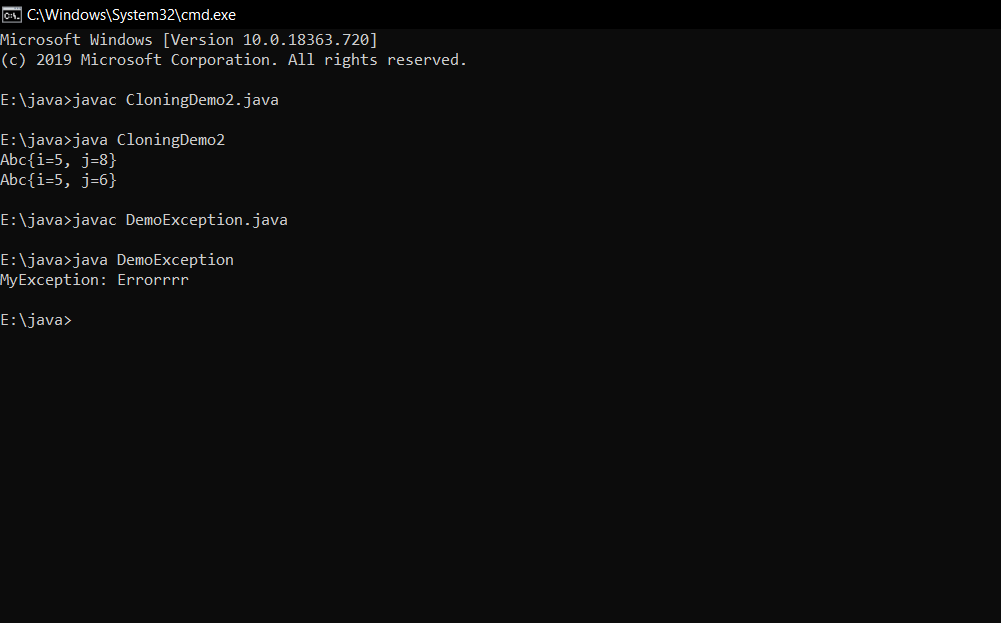 C:\Windows\System32\cmd.exe
Microsoft Windows [Version 10.0.18363.720]
(c) 2019 Microsoft Corporation. All rights reserved.
E:\java>javac CloningDemo2.java
E:\java>java CloningDemo2
Abc{i=5, j=8}
Abc{i=5, j=6}
E:\java>javac DemoException.java
E:\java>java DemoException
MyException: Errorrrr
E:\java>